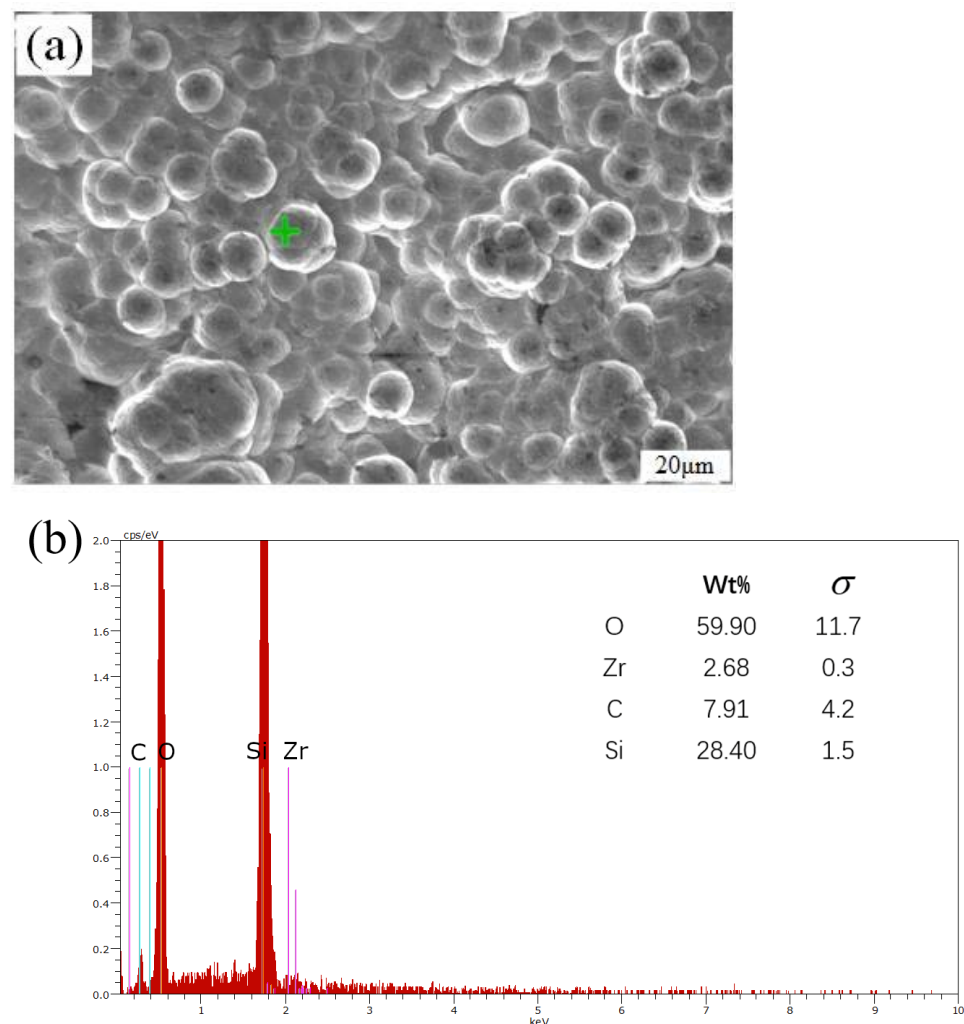 (a)
20μm
(b)
cps/eV
2.0
1.8
1.6
1.4
1.2
1.0
0.8
0.6
0.4
0.2
0.0
C O Si Zr
Wt% σ
O 59.90 11.7
Zr 2.68 0.3
C 7.91 4.2
Si 28.40 1.5
1 2 3 4 5 6 7 8 9 10
keV